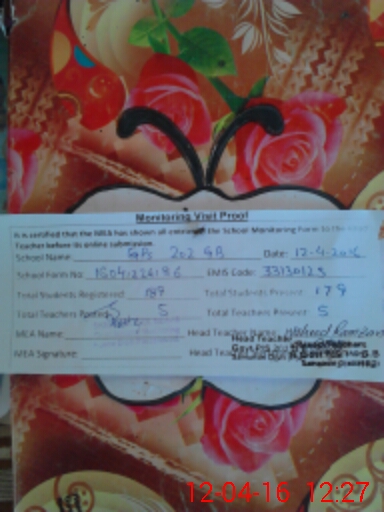 Monitoring Visit Proof
It is certified that the MEA has shown all entries of the School Monitoring Form to the Head
Teacher before its online submission.
School Name: GPS 202 GB Date: 12-4-2016
School Form No: EMIS Code: 33130125
Total Students Registered: 187 Total Students Present: 179
Total Teachers Posted: 5 Total Teachers Present: 5
MEA Name: Head Teacher Name:
MEA Signature: Head Teacher
Head Teacher
12-04-16 12:27